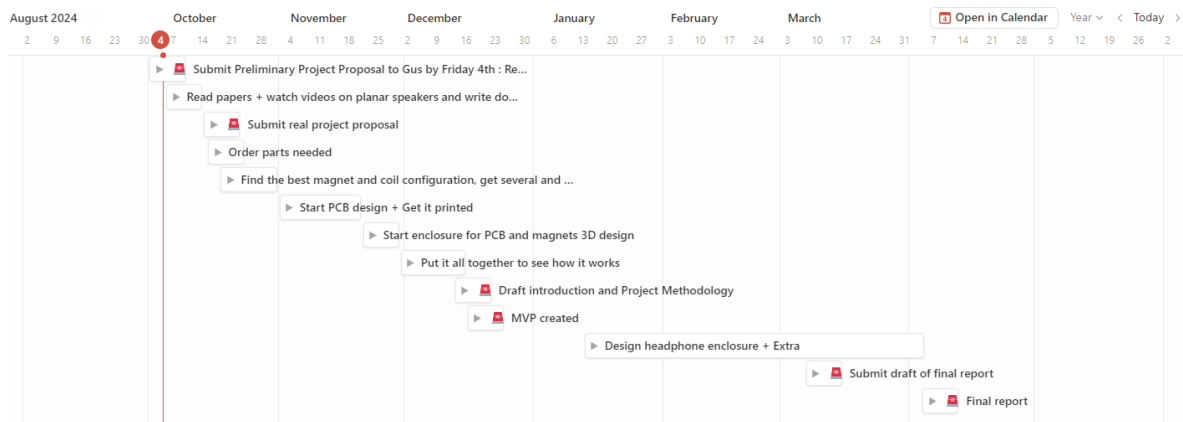 August 2024 October November December January February March Open in Calendar Year Today
2 9 16 23 30 4 7 14 21 28 4 11 18 25 2 9 16 23 30 6 13 20 27 3 10 17 24 3 10 17 24 31 7 14 21 28 5 12 19 26 2
Submit Preliminary Project Proposal to Gus by Friday 4th : Re...
Read papers + watch videos on planar speakers and write do...
Submit real project proposal
Order parts needed
Find the best magnet and coil configuration, get several and ...
Start PCB design + Get it printed
Start enclosure for PCB and magnets 3D design
Put it all together to see how it works
Draft introduction and Project Methodology
MVP created
Design headphone enclosure + Extra
Submit draft of final report
Final report